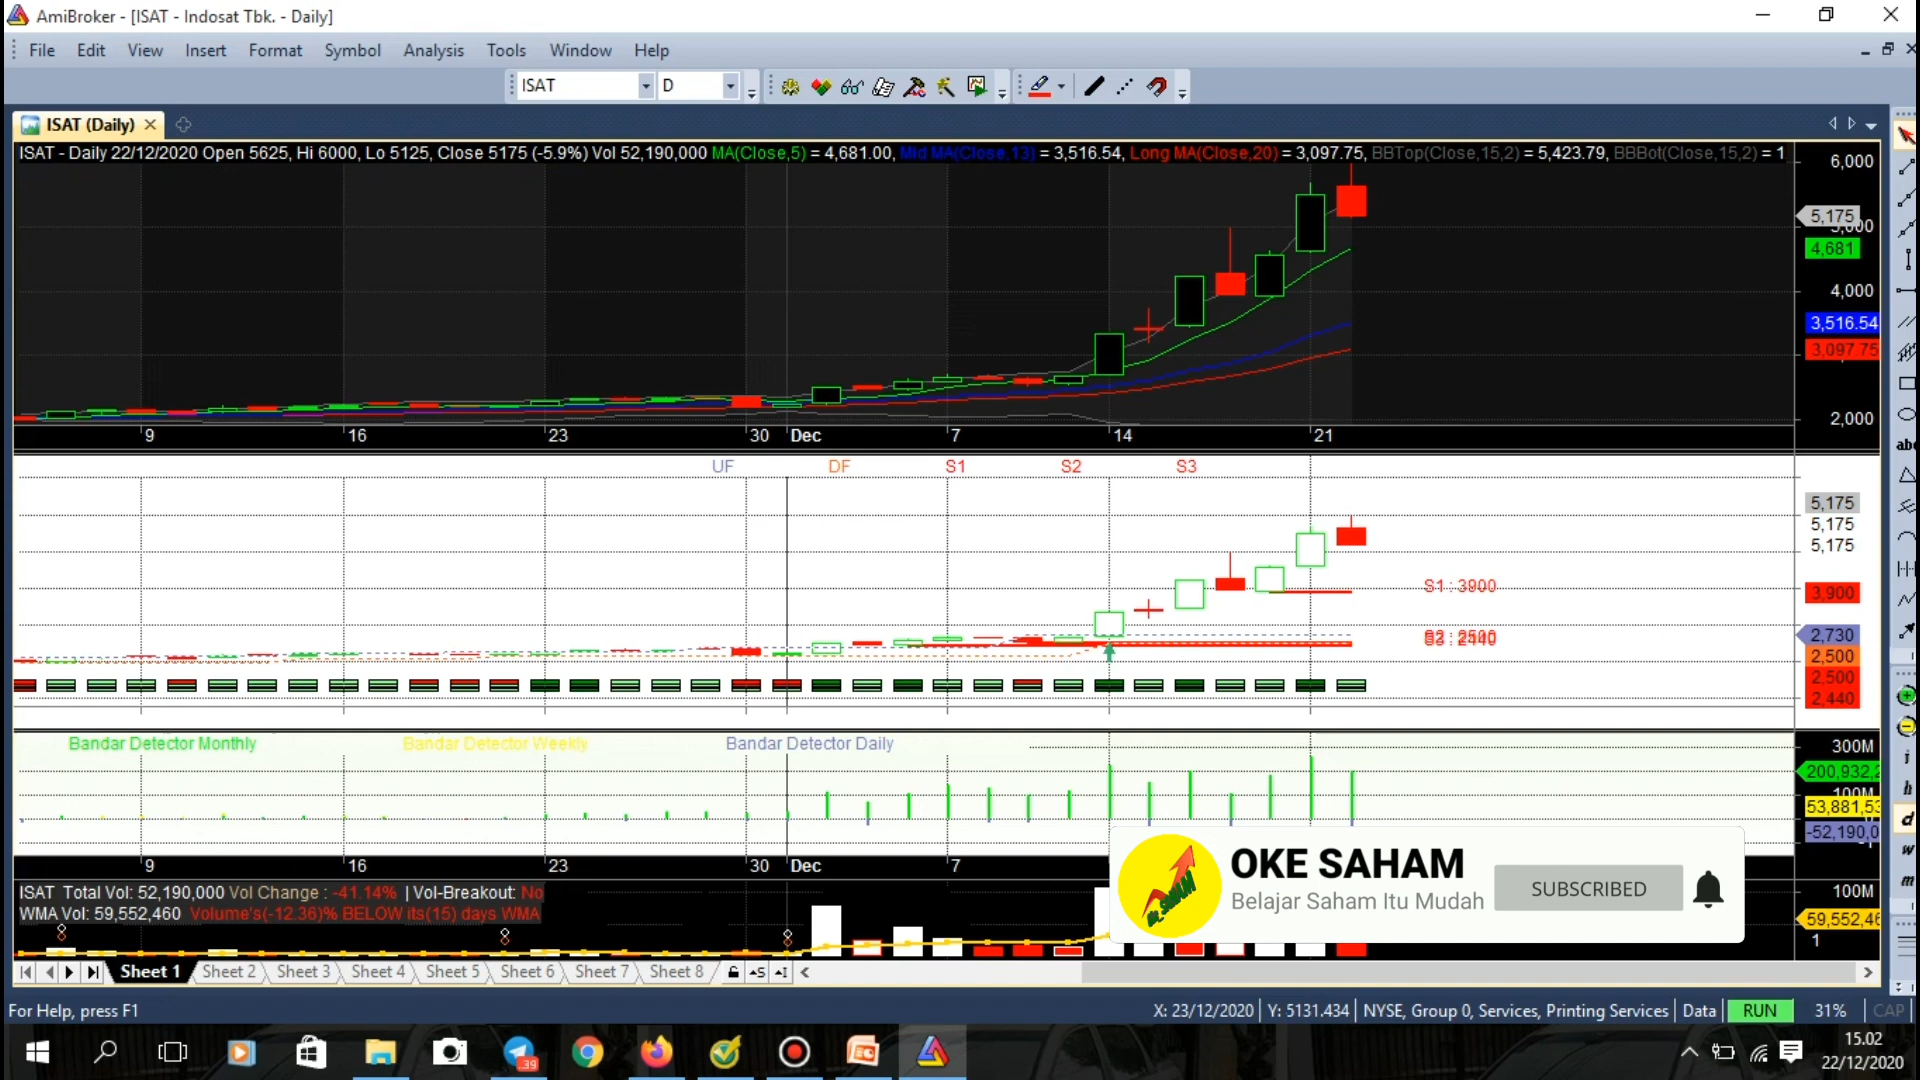 AmiBroker - [ISAT - Indosat Tbk. - Daily]
File Edit View Insert Format Symbol Analysis Tools Window Help
ISAT D
ISAT (Daily)
ISAT - Daily 22/12/2020 Open 5625, Hi 6000, Lo 5125, Close 5175 (-5.9%) Vol 52,190,000 MA(Close,5) = 4,681.00, Mid MA(Close,13) = 3,516.54, Long MA(Close,20) = 3,097.75, BBTop(Close,15,2) = 5,423.79, BBBot(Close,15,2) = 1
6,000
5,175
5,000
4,681
4,000
3,516.54
3,097.75
2,000
9 16 23 30 Dec 7 14 21
UF DF S1 S2 S3
5,175
5,175
5,175
S1 : 3900
3,900
2,730
2,500
2,500
2,440
Bandar Detector Monthly Bandar Detector Weekly Bandar Detector Daily
300M
200,932,2
100M
53,881,53
-52,190,0
9 16 23 30 Dec 7
ISAT Total Vol: 52,190,000 Vol Change : -41.14% | Vol-Breakout: No
WMA Vol: 59,552,460 Volume's(-12.36)% BELOW its(15) days WMA
100M
59,552,46
1
OKE SAHAM
Belajar Saham Itu Mudah
SUBSCRIBED
Sheet 1 Sheet 2 Sheet 3 Sheet 4 Sheet 5 Sheet 6 Sheet 7 Sheet 8
For Help, press F1
X: 23/12/2020 Y: 5131.434 NYSE, Group 0, Services, Printing Services Data RUN 31% CAP
39
15.02
22/12/2020